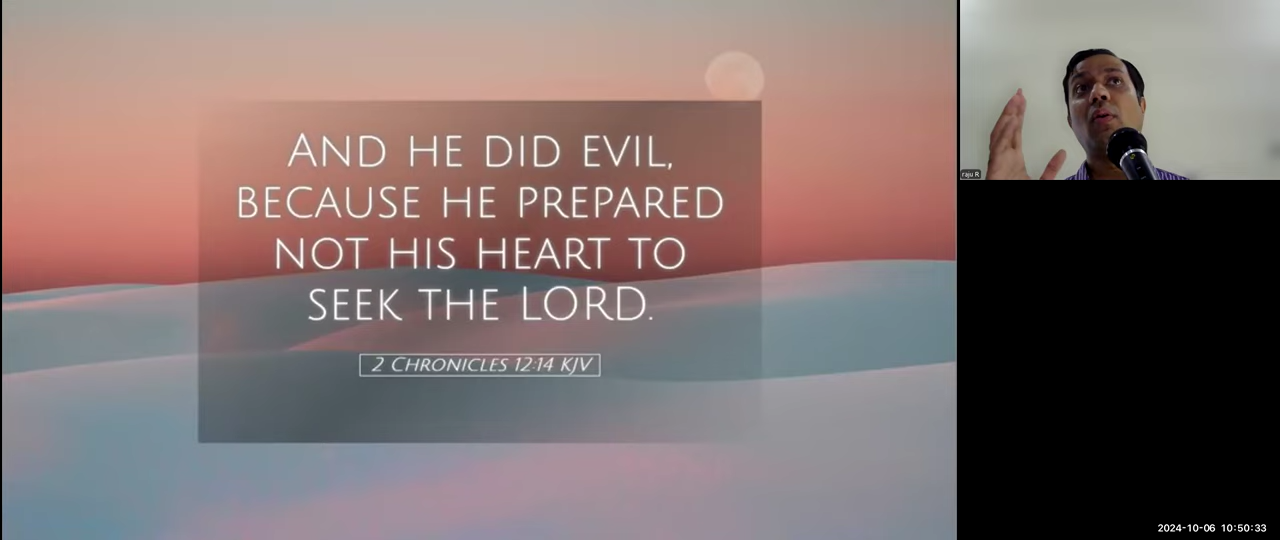 AND HE DID EVIL,
BECAUSE HE PREPARED
NOT HIS HEART TO
SEEK THE LORD.
2 CHRONICLES 12:14 KJV
raju R
2024-10-06 10:50:33